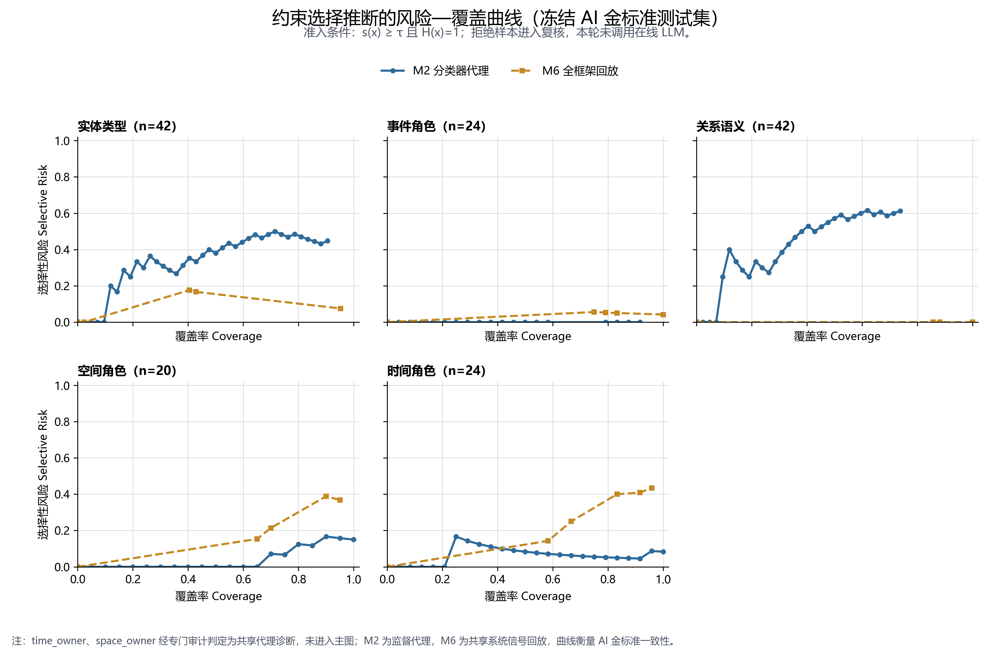 约束选择推断的风险—覆盖曲线（冻结 AI 金标准测试集）
准入条件：s(x) ≥ τ 且 H(x)=1；拒绝样本进入复核，本轮未调用在线 LLM。
M2 分类器代理
M6 全框架回放
实体类型（n=42）
事件角色（n=24）
关系语义（n=42）
选择性风险 Selective Risk
1.0
0.8
0.6
0.4
0.2
0.0
覆盖率 Coverage
覆盖率 Coverage
覆盖率 Coverage
空间角色（n=20）
时间角色（n=24）
选择性风险 Selective Risk
1.0
0.8
0.6
0.4
0.2
0.0
0.0 0.2 0.4 0.6 0.8 1.0
0.0 0.2 0.4 0.6 0.8 1.0
覆盖率 Coverage
覆盖率 Coverage
注：time_owner、space_owner 经专门审计判定为共享代理诊断，未进入主图；M2 为监督代理，M6 为共享系统信号回放，曲线衡量 AI 金标准一致性。